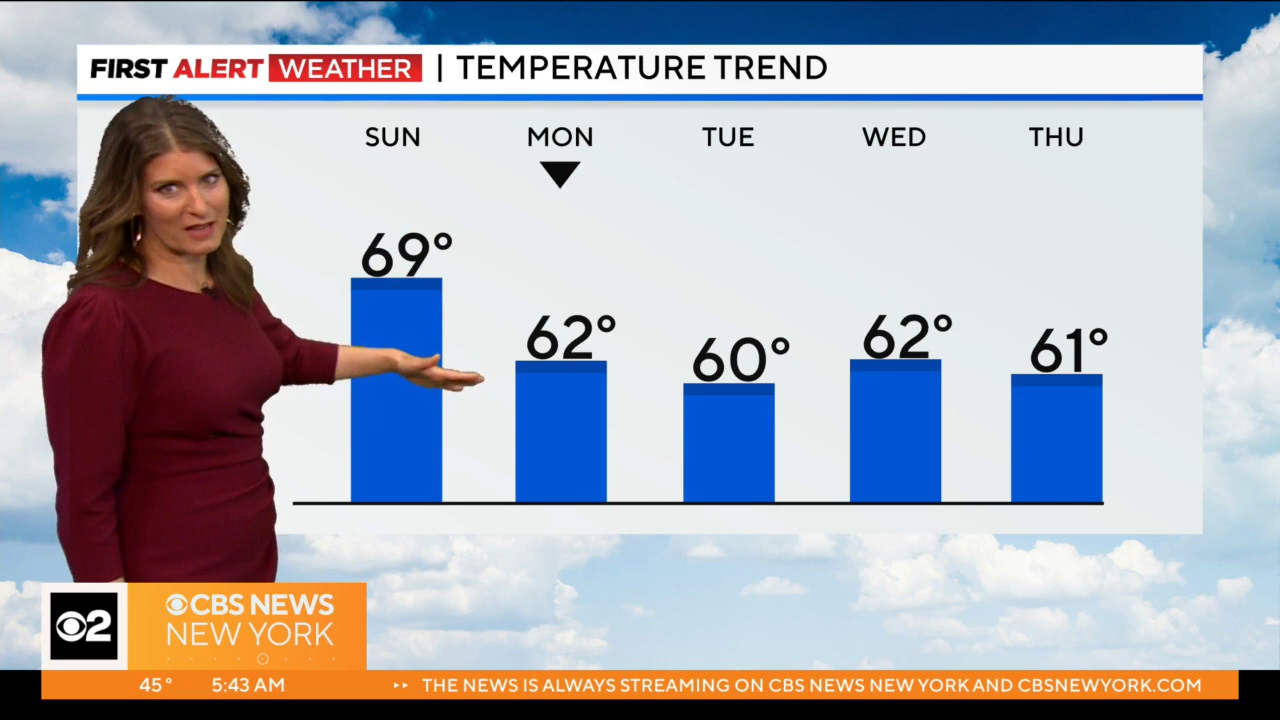 FIRST ALERT WEATHER | TEMPERATURE TREND
SUN MON TUE WED THU
69° 62° 60° 62° 61°
2
CBS NEWS
NEW YORK
45° 5:43 AM THE NEWS IS ALWAYS STREAMING ON CBS NEWS NEW YORK AND CBSNEWYORK.COM